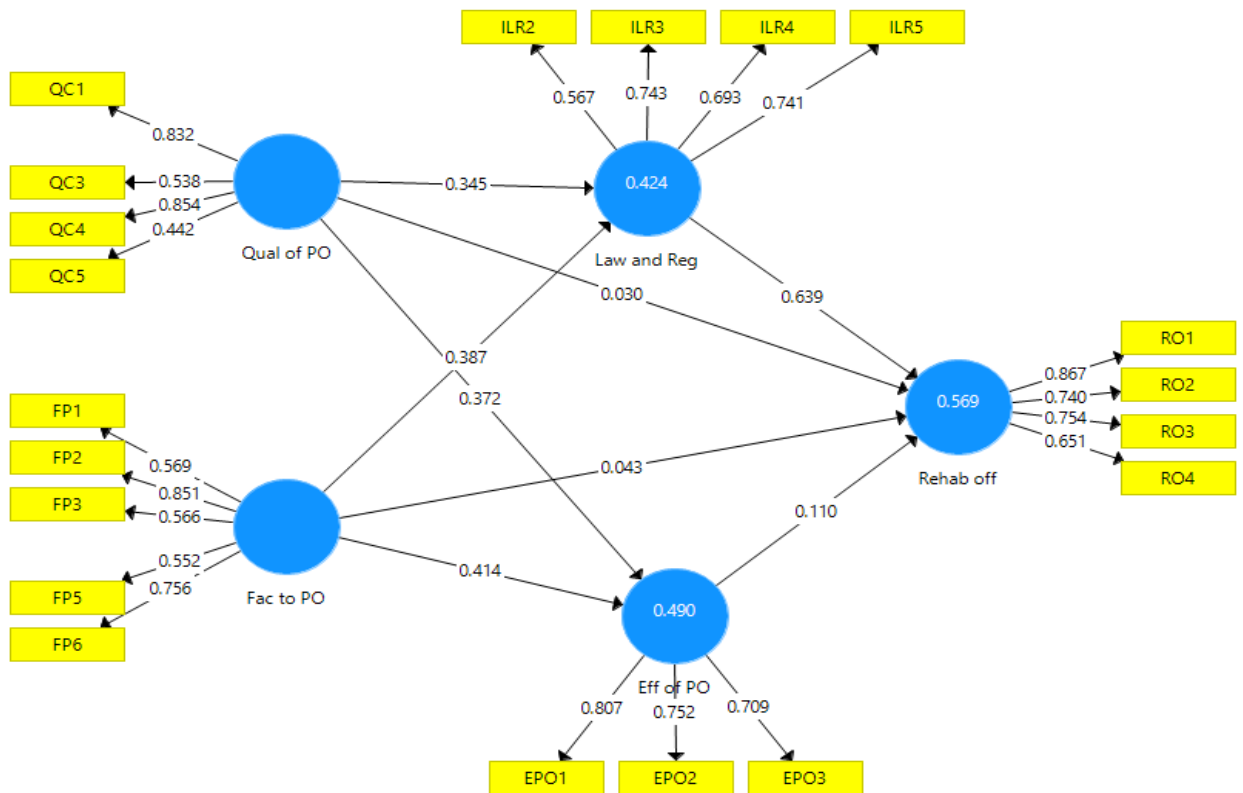 ILR2 ILR3 ILR4 ILR5
0.567 0.743 0.693 0.741
QC1
0.832
QC3 0.538
QC4 0.854
QC5 0.442
Qual of PO
0.345
0.424
Law and Reg
0.030
0.639
0.387
0.372
FP1
0.569
FP2
0.851
FP3 0.566
FP5 0.552
0.756
FP6
Fac to PO
0.043
0.414
0.110
0.569
Rehab off
RO1
0.867
RO2
0.740
RO3
0.754
RO4
0.651
0.490
Eff of PO
0.807 0.752 0.709
EPO1 EPO2 EPO3